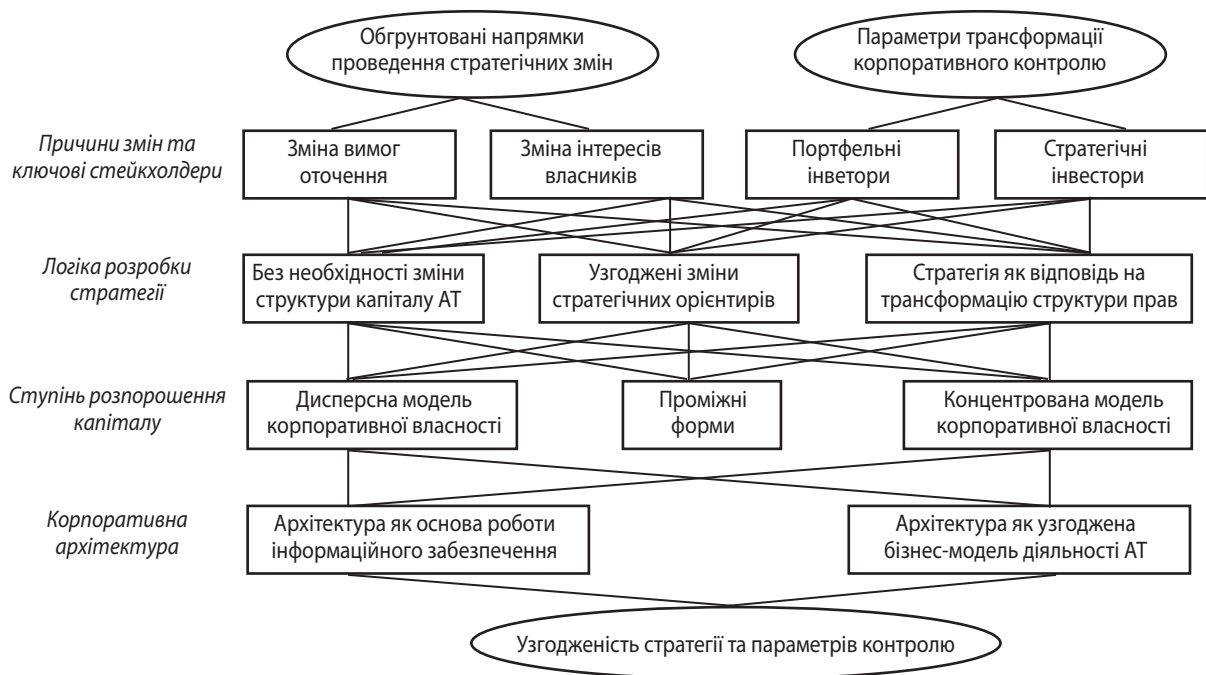 Обгрунтовані напрямки
проведення стратегічних змін
Параметри трансформації
корпоративного контролю
Причини змін та
ключові стейкхолдери
Зміна вимог
оточення
Зміна інтересів
власників
Портфельні
інветори
Стратегічні
інвестори
Логіка розробки
стратегії
Без необхідності зміни
структури капіталу АТ
Узгоджені зміни
стратегічних орієнтирів
Стратегія як відповідь на
трансформацію структури прав
Ступінь розпорошення
капіталу
Дисперсна модель
корпоративної власності
Проміжні
форми
Концентрована модель
корпоративної власності
Корпоративна
архітектура
Архітектура як основа роботи
інформаційного забезпечення
Архітектура як узгоджена
бізнес-модель діяльності АТ
Узгодженість стратегії та параметрів контролю